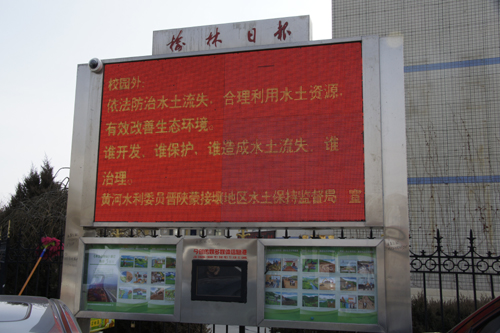 榆林日报
校园外:
依法防治水土流失,合理利用水土资源,
有效改善生态环境。
谁开发、谁保护,谁造成水土流失、谁
治理。
黄河水利委员晋陕蒙接壤地区水土保持监督局 宣